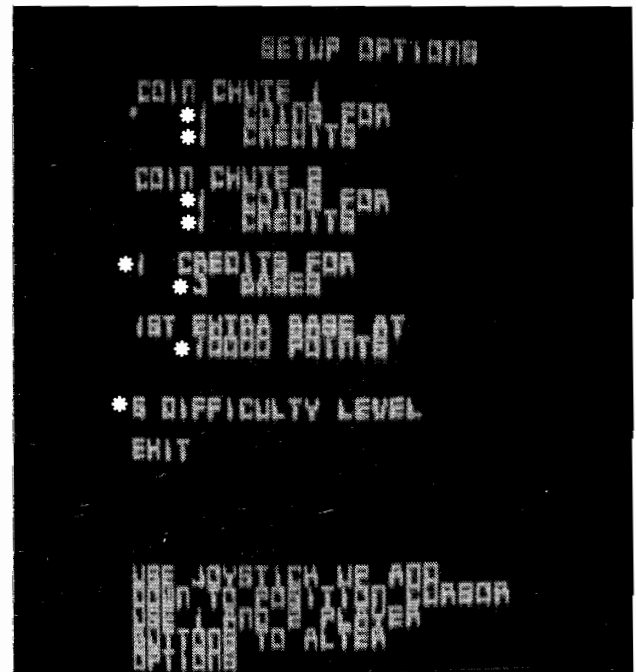 SETUP OPTIONS
COIN CHUTE 1
*1 COINS FOR
*1 CREDITS
COIN CHUTE 2
*1 COINS FOR
*1 CREDITS
*1 CREDITS FOR
*3 BASES
1ST EXTRA BASE AT
*10000 POINTS
* DIFFICULTY LEVEL
EXIT
USE JOYSTICK UP AND
DOWN TO POSITION CURSOR
USE 1 AND 2 PLAYER
BUTTONS TO ALTER
OPTIONS